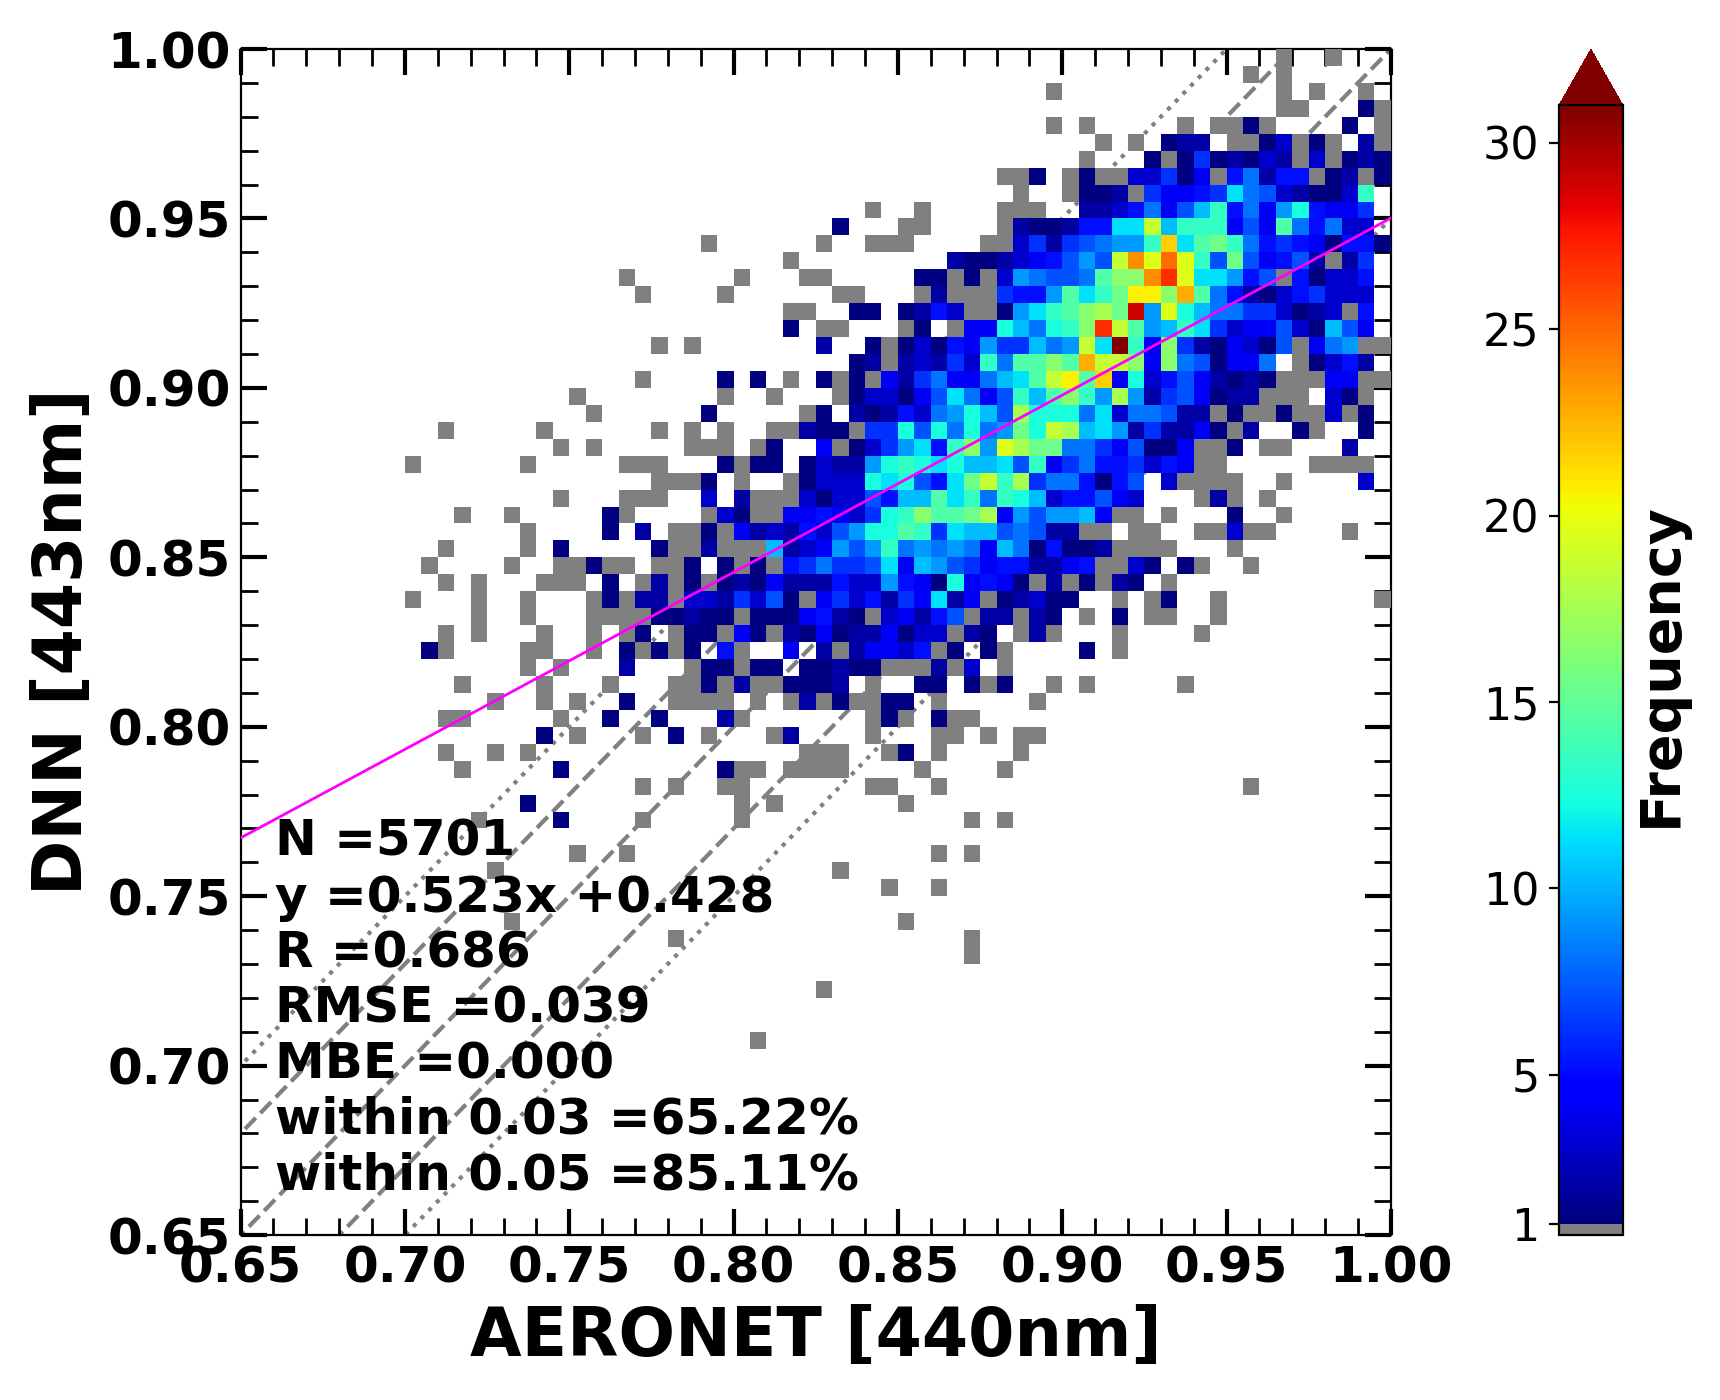 1.00
0.95
0.90
0.85
0.80
0.75
0.70
0.65
DNN [443nm]
N =5701
y =0.523x +0.428
R =0.686
RMSE =0.039
MBE =0.000
within 0.03 =65.22%
within 0.05 =85.11%
0.65 0.70 0.75 0.80 0.85 0.90 0.95 1.00
AERONET [440nm]
30
25
20
15
10
5
1
Frequency